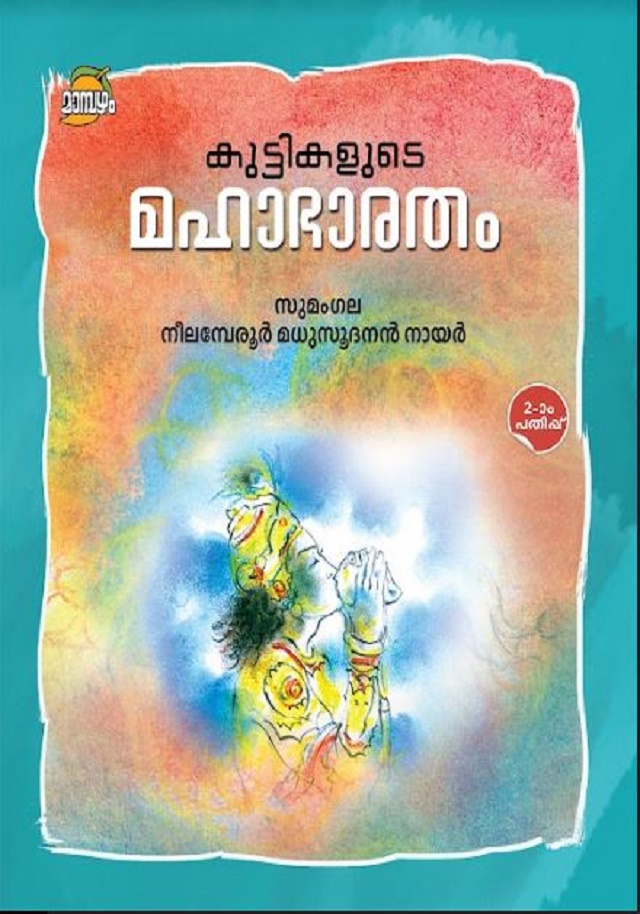 മാമ്പഴം
കുട്ടികളുടെ
മഹാഭാരതം
സുമംഗല
നീലമ്പേരൂർ മധുസൂദനൻ നായർ
2-ാം
പതിപ്പ്